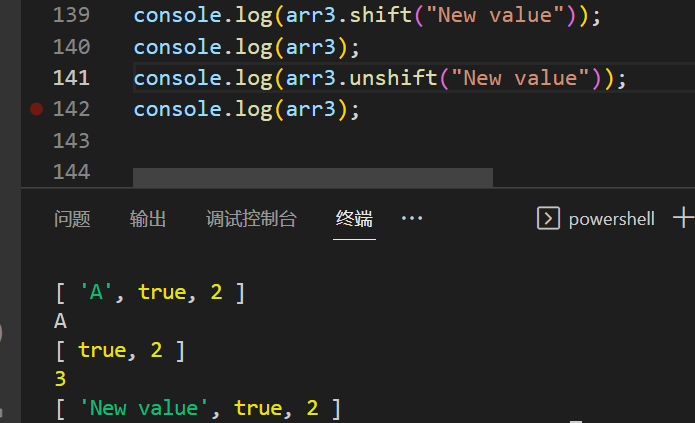 139 console.log(arr3.shift("New value"));
140 console.log(arr3);
141 console.log(arr3.unshift("New value"));
142 console.log(arr3);
143
144
问题 输出 调试控制台 终端 ··· powershell
[ 'A', true, 2 ]
A
[ true, 2 ]
3
[ 'New value', true, 2 ]